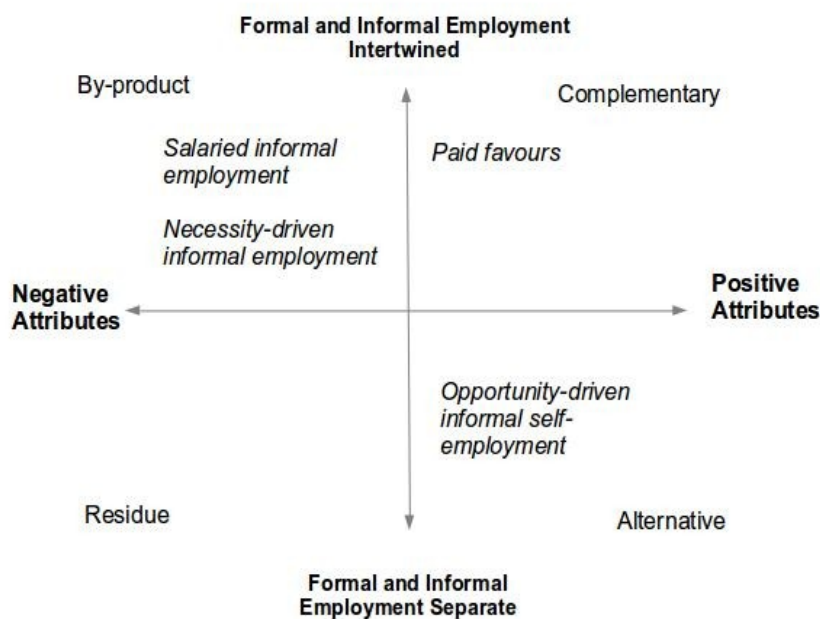 Formal and Informal Employment
Intertwined
By-product
Complementary
Salaried informal
employment
Paid favours
Necessity-driven
informal employment
Negative
Attributes
Positive
Attributes
Opportunity-driven
informal self-
employment
Residue
Alternative
Formal and Informal
Employment Separate